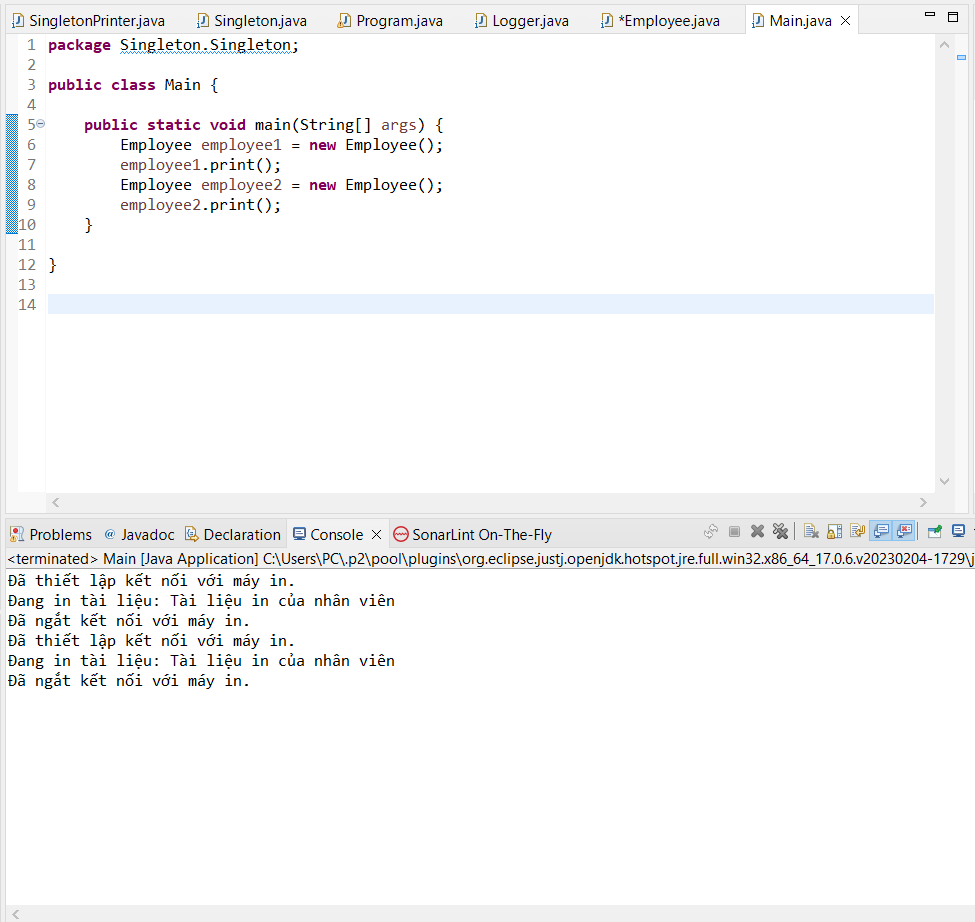 SingletonPrinter.java Singleton.java Program.java Logger.java *Employee.java Main.java
1 package Singleton.Singleton;
2
3 public class Main {
4
5 public static void main(String[] args) {
6 Employee employee1 = new Employee();
7 employee1.print();
8 Employee employee2 = new Employee();
9 employee2.print();
10 }
11
12 }
13
14
Problems @ Javadoc Declaration Console SonarLint On-The-Fly
<terminated> Main [Java Application] C:\Users\PC\.p2\pool\plugins\org.eclipse.justj.openjdk.hotspot.jre.full.win32.x86_64_17.0.6.v20230204-1729\j
Đã thiết lập kết nối với máy in.
Đang in tài liệu: Tài liệu in của nhân viên
Đã ngắt kết nối với máy in.
Đã thiết lập kết nối với máy in.
Đang in tài liệu: Tài liệu in của nhân viên
Đã ngắt kết nối với máy in.